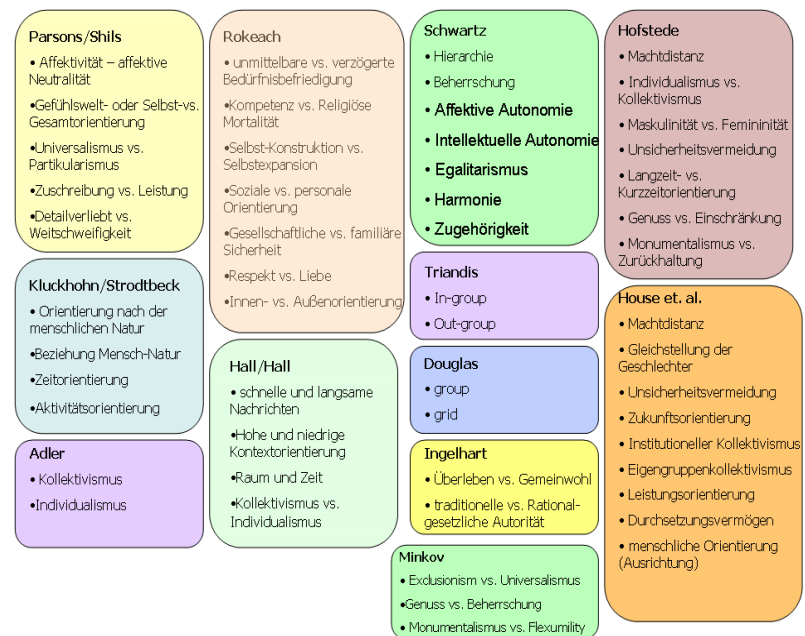 Parsons/Shils
• Affektivität – affektive
Neutralität
•Gefühlswelt- oder Selbst-vs.
Gesamtorientierung
•Universalismus vs.
Partikularismus
•Zuschreibung vs. Leistung
•Detailverliebt vs.
Weitschweifigkeit
Kluckhohn/Strodtbeck
• Orientierung nach der
menschlichen Natur
•Beziehung Mensch-Natur
•Zeitorientierung
•Aktivitätsorientierung
Adler
• Kollektivismus
•Individualismus
Rokeach
• unmittelbare vs. verzögerte
Bedürfnisbefriedigung
•Kompetenz vs. Religiöse
Mortalität
•Selbst-Konstruktion vs.
Selbstexpansion
•Soziale vs. personale
Orientierung
•Gesellschaftliche vs. familiäre
Sicherheit
•Respekt vs. Liebe
•Innen- vs. Außenorientierung
Hall/Hall
• schnelle und langsame
Nachrichten
•Hohe und niedrige
Kontextorientierung
•Raum und Zeit
•Kollektivismus vs.
Individualismus
Schwartz
• Hierarchie
• Beherrschung
• Affektive Autonomie
• Intellektuelle Autonomie
• Egalitarismus
• Harmonie
• Zugehörigkeit
Triandis
• In-group
• Out-group
Douglas
• group
• grid
Ingelhart
• Überleben vs. Gemeinwohl
• traditionelle vs. Rational-
gesetzliche Autorität
Minkov
• Exclusionism vs. Universalismus
•Genuss vs. Beherrschung
• Monumentalismus vs. Flexumility
Hofstede
• Machtdistanz
• Individualismus vs.
Kollektivismus
• Maskulinität vs. Femininität
• Unsicherheitsvermeidung
• Langzeit- vs.
Kurzzeitorientierung
• Genuss vs. Einschränkung
• Monumentalismus vs.
Zurückhaltung
House et. al.
• Machtdistanz
• Gleichstellung der
Geschlechter
• Unsicherheitsvermeidung
• Zukunftsorientierung
• Institutioneller Kollektivismus
• Eigengruppenkollektivismus
• Leistungsorientierung
• Durchsetzungsvermögen
• menschliche Orientierung
(Ausrichtung)